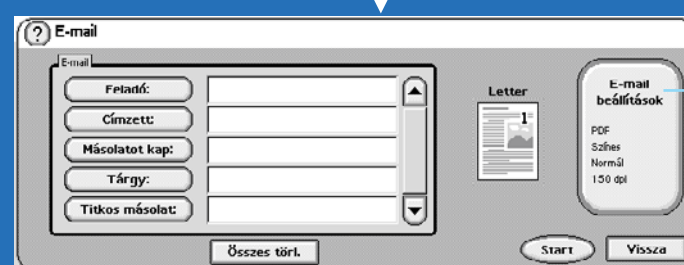 ? E-mail
E-mail
Feladó:
Címzett:
Másolatot kap:
Tárgy:
Titkos másolat:
Összes törl.
Letter
1
E-mail
beállítások
PDF
Színes
Normál
150 dpi
Start
Vissza